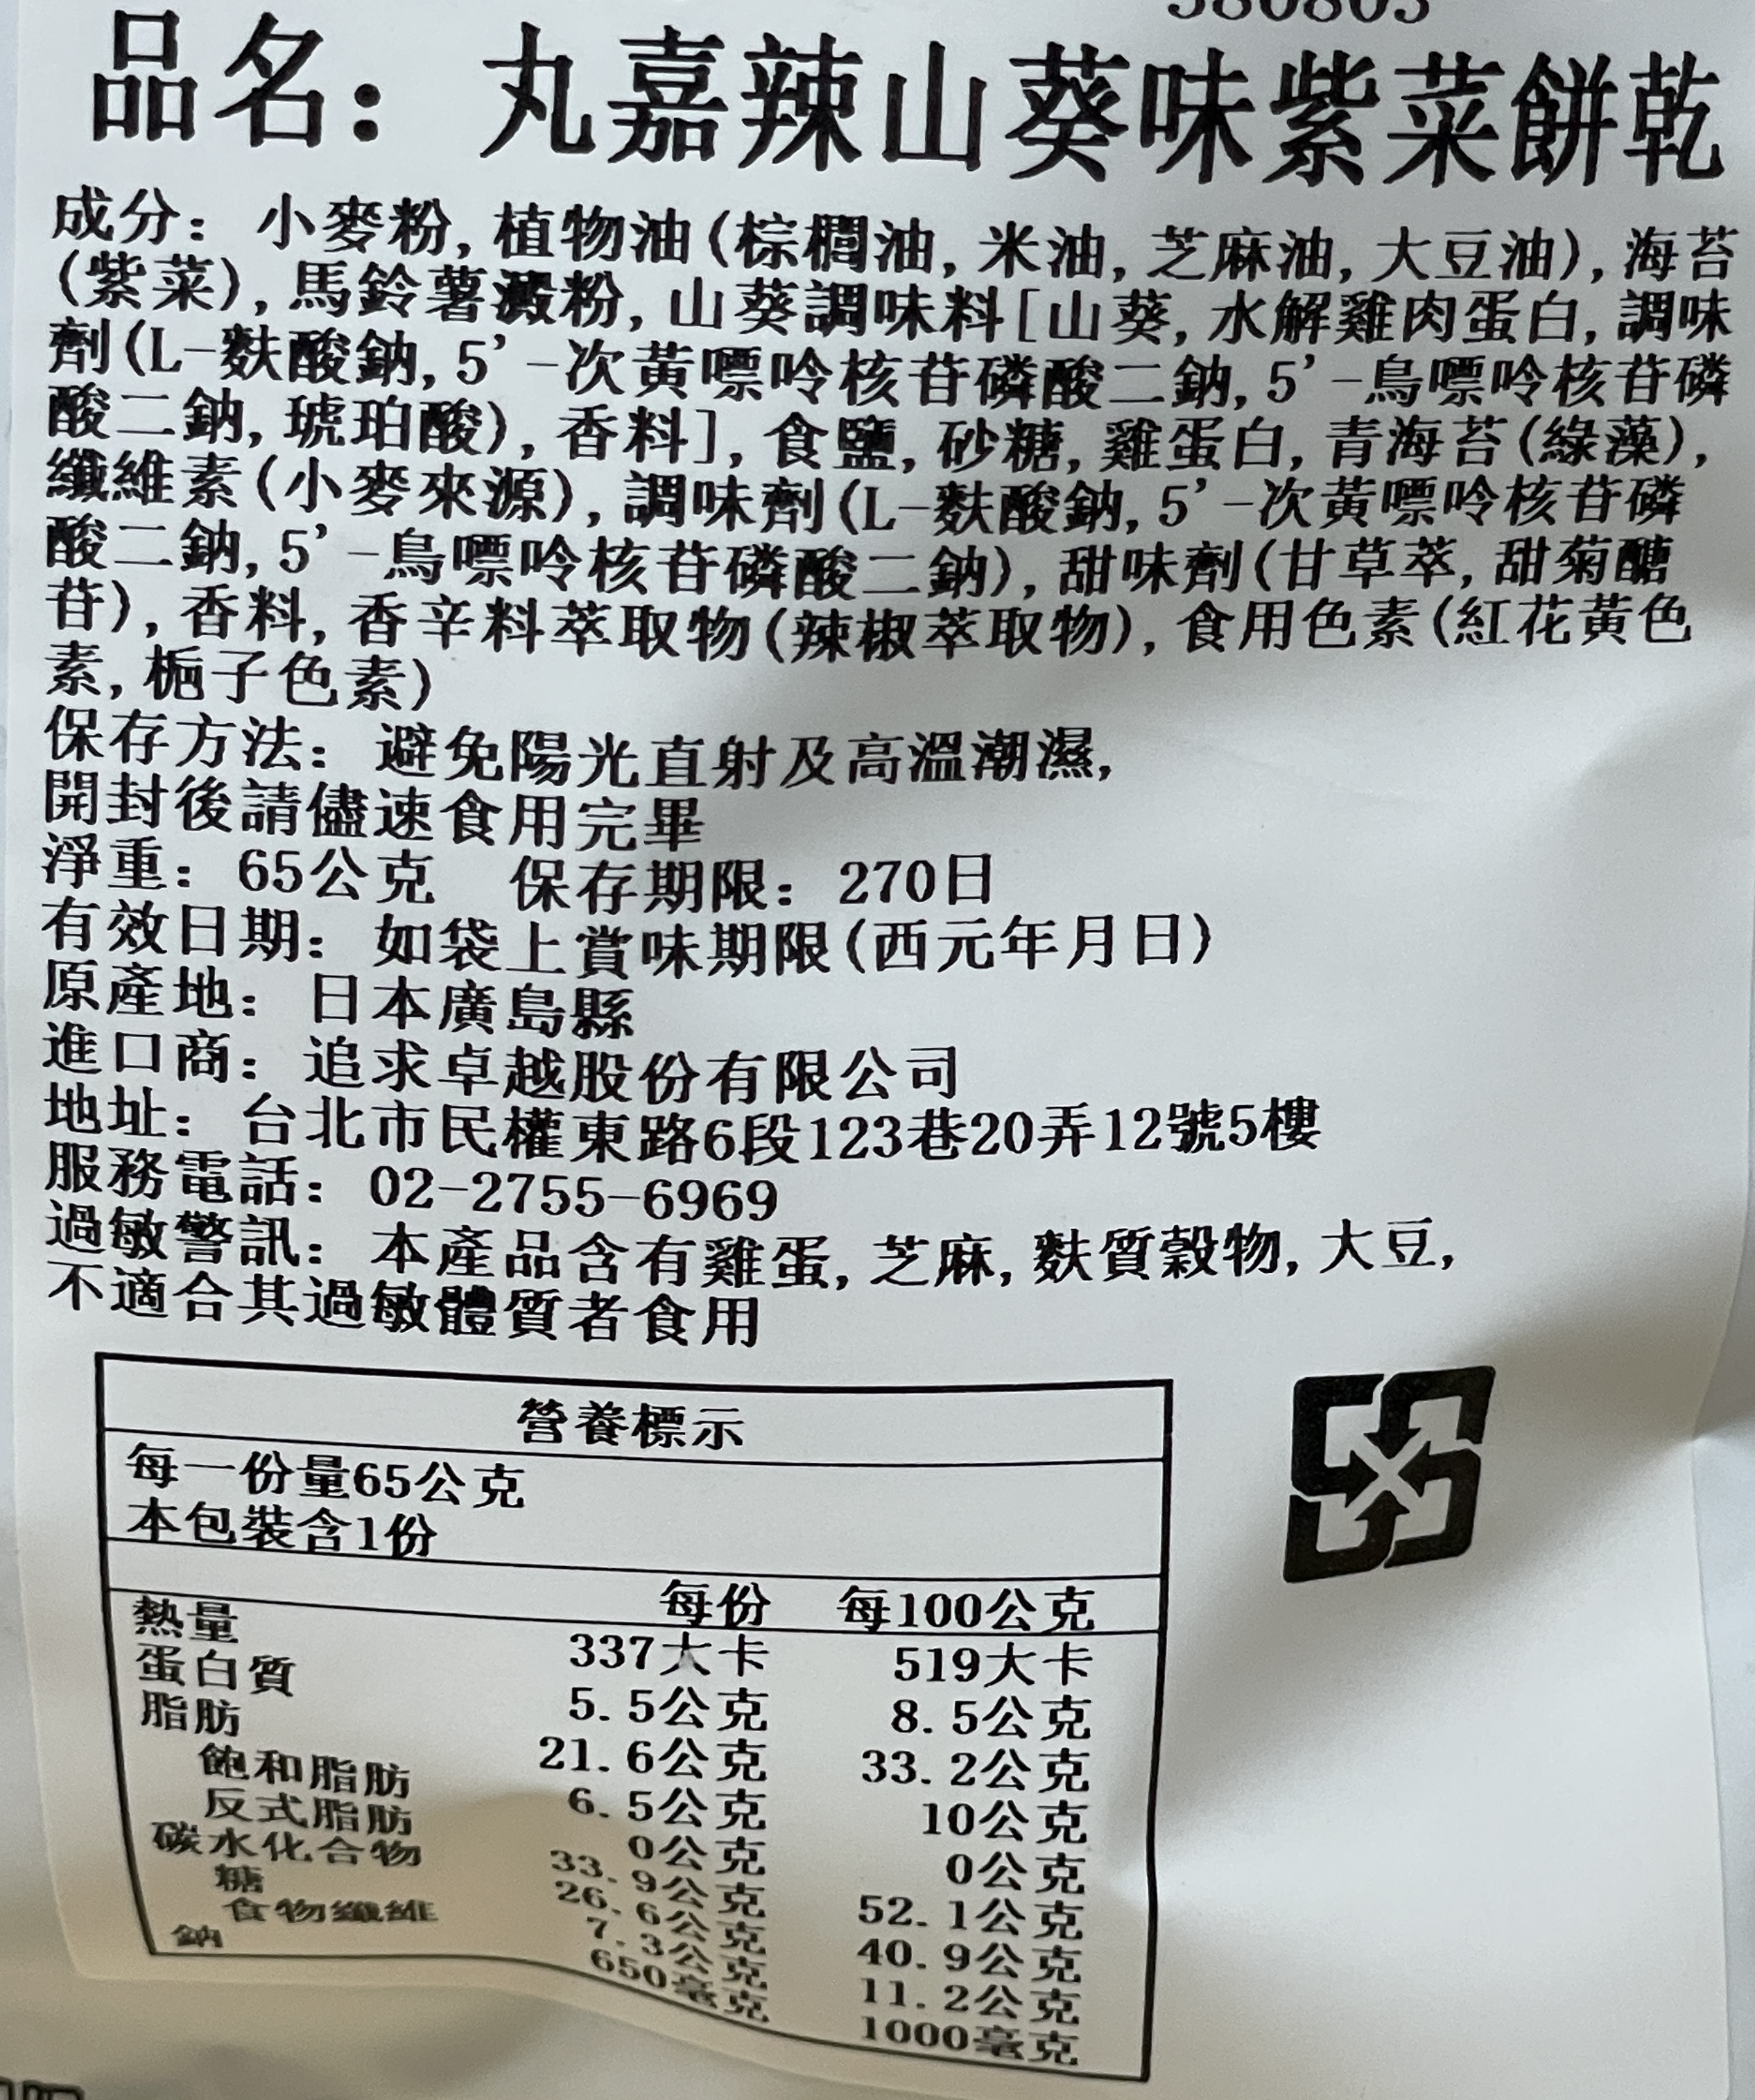 品名：丸嘉辣山葵味紫菜餅乾
成分：小麥粉,植物油(棕櫚油,米油,芝麻油,大豆油),海苔
(紫菜),馬鈴薯澱粉,山葵調味料[山葵,水解雞肉蛋白,調味
劑(L-麩酸鈉,5’-次黃嘌呤核苷磷酸二鈉,5’-鳥嘌呤核苷磷
酸二鈉,琥珀酸),香料],食鹽,砂糖,雞蛋白,青海苔(綠藻),
纖維素(小麥來源),調味劑(L-麩酸鈉,5’-次黃嘌呤核苷磷
酸二鈉,5’-鳥嘌呤核苷磷酸二鈉),甜味劑(甘草萃,甜菊醣
苷),香料,香辛料萃取物(辣椒萃取物),食用色素(紅花黃色
素,梔子色素)
保存方法：避免陽光直射及高溫潮濕,
開封後請儘速食用完畢
淨重：65公克 保存期限：270日
有效日期：如袋上賞味期限(西元年月日)
原產地：日本廣島縣
進口商：追求卓越股份有限公司
地址：台北市民權東路6段123巷20弄12號5樓
服務電話：02-2755-6969
過敏警訊：本產品含有雞蛋,芝麻,麩質穀物,大豆,
不適合其過敏體質者食用
營養標示
每一份量65公克
本包裝含1份
每份 每100公克
熱量 337大卡 519大卡
蛋白質 5.5公克 8.5公克
脂肪 21.6公克 33.2公克
飽和脂肪 6.5公克 10公克
反式脂肪 0公克 0公克
碳水化合物 33.9公克 52.1公克
糖 26.6公克 40.9公克
食物纖維 7.3公克 11.2公克
鈉 650毫克 1000毫克